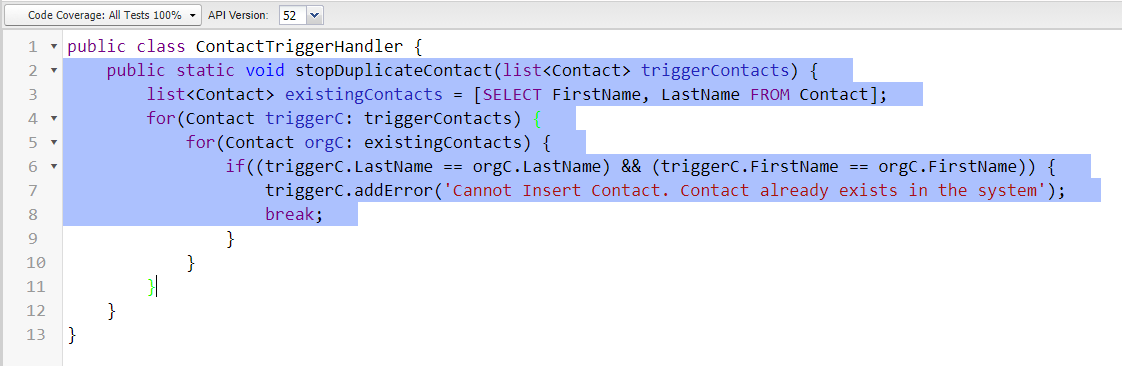 Code Coverage: All Tests 100% API Version: 52
1 public class ContactTriggerHandler {
2 public static void stopDuplicateContact(list<Contact> triggerContacts) {
3 list<Contact> existingContacts = [SELECT FirstName, LastName FROM Contact];
4 for(Contact triggerC: triggerContacts) {
5 for(Contact orgC: existingContacts) {
6 if((triggerC.LastName == orgC.LastName) && (triggerC.FirstName == orgC.FirstName)) {
7 triggerC.addError('Cannot Insert Contact. Contact already exists in the system');
8 break;
9 }
10 }
11 }
12 }
13 }